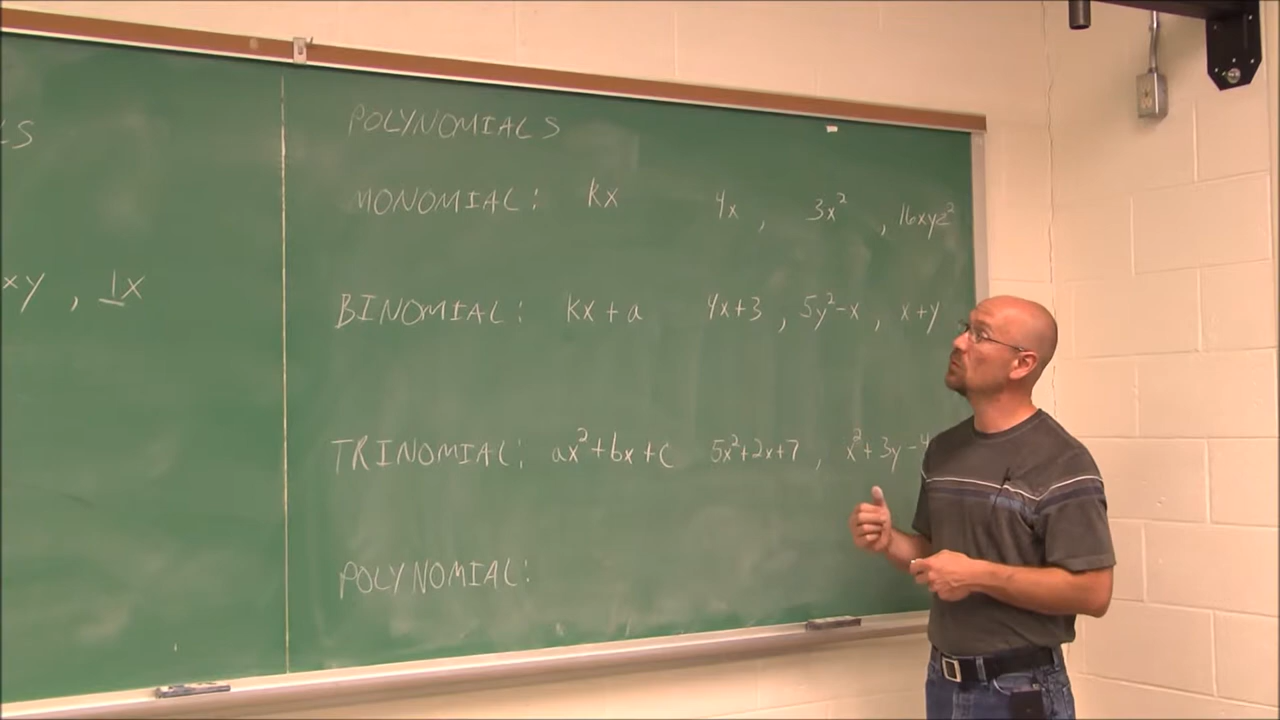 LS
xy , 1x
POLYNOMIALS
MONOMIAL: kx 4x , 3x² , 16xyz²
BINOMIAL: kx + a 4x+3 , 5y²-x , x+y
TRINOMIAL: ax²+bx+c 5x²+2x+7 , x²+3y-4
POLYNOMIAL: